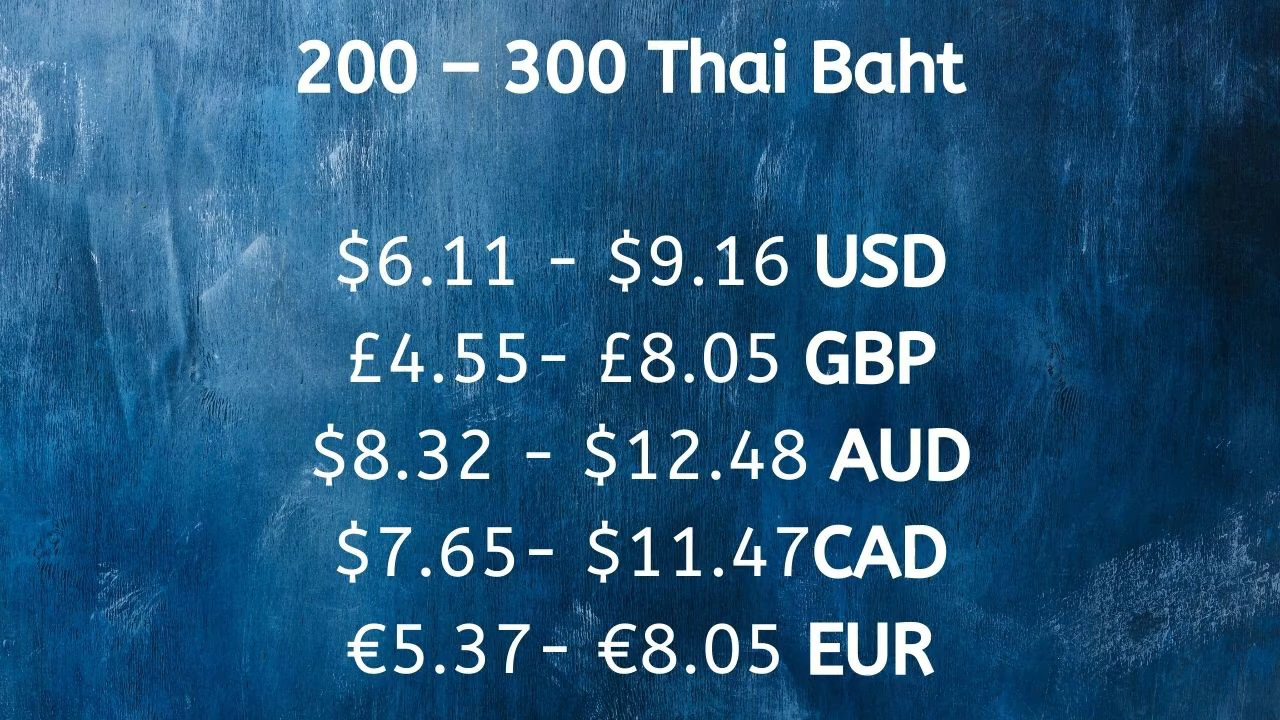 200 – 300 Thai Baht
$6.11 - $9.16 USD
£4.55- £8.05 GBP
$8.32 - $12.48 AUD
$7.65- $11.47CAD
€5.37- €8.05 EUR